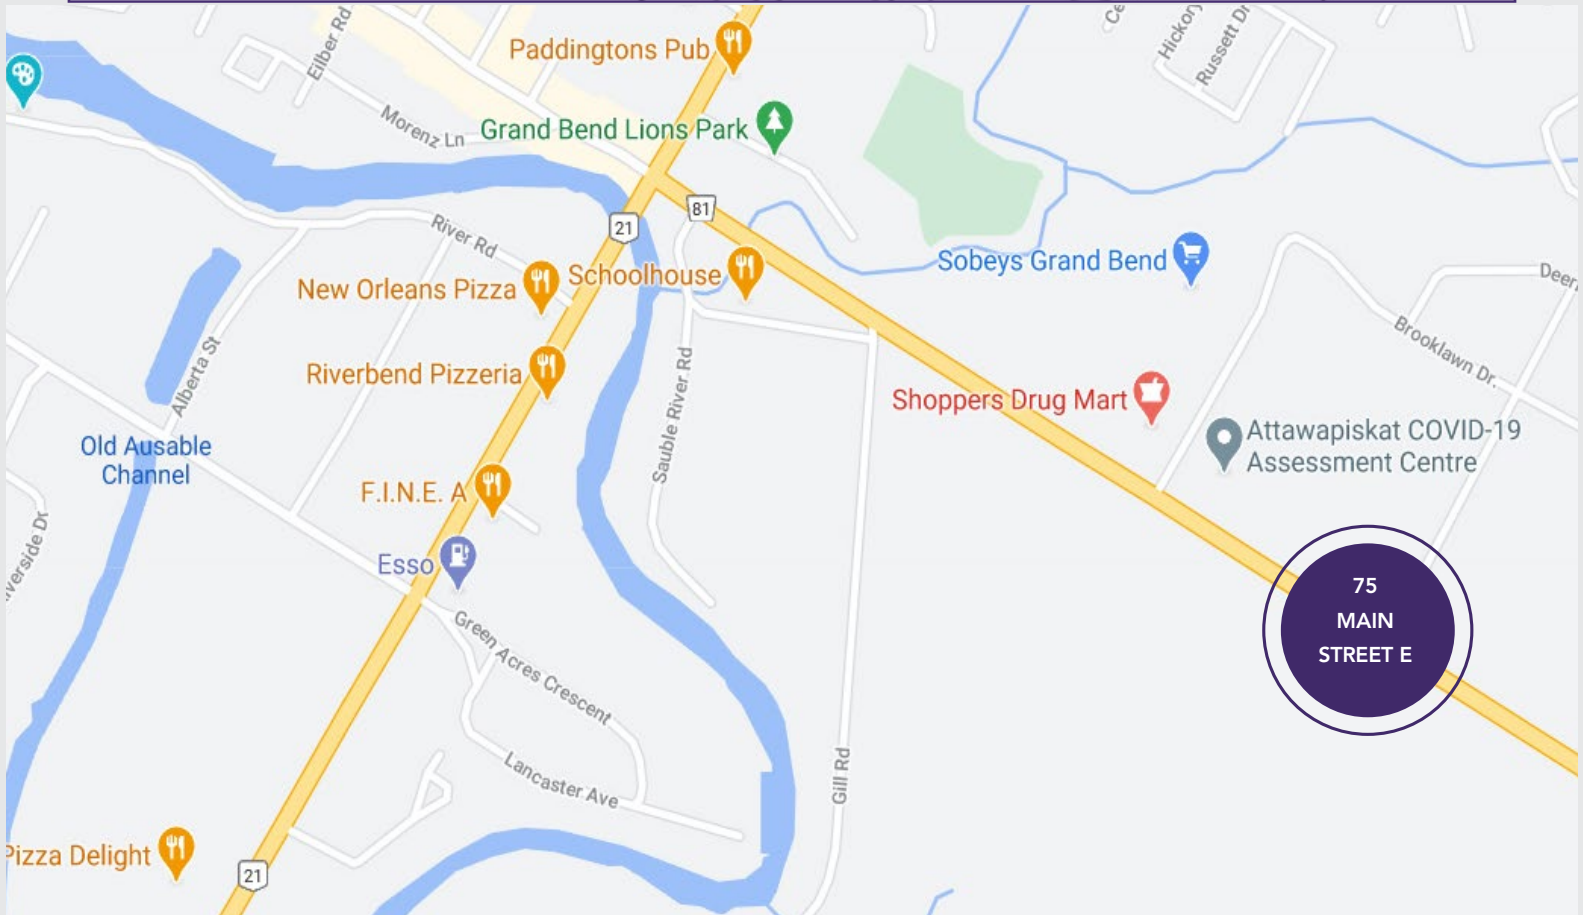 Eilber Rd
Paddingtons Pub
Ce
Hickory
Russett Dr
Morenz Ln
Grand Bend Lions Park
81
21
River Rd
Schoolhouse
Sobeys Grand Bend
New Orleans Pizza
Deer
Brooklawn Dr.
Alberta St
Riverbend Pizzeria
Sauble River Rd
Shoppers Drug Mart
Old Ausable
Channel
Attawapiskat COVID-19
Assessment Centre
F.I.N.E. A
verside Dr
Esso
75
MAIN
STREET E
Green Acres Crescent
Lancaster Ave
Gill Rd
Pizza Delight
21